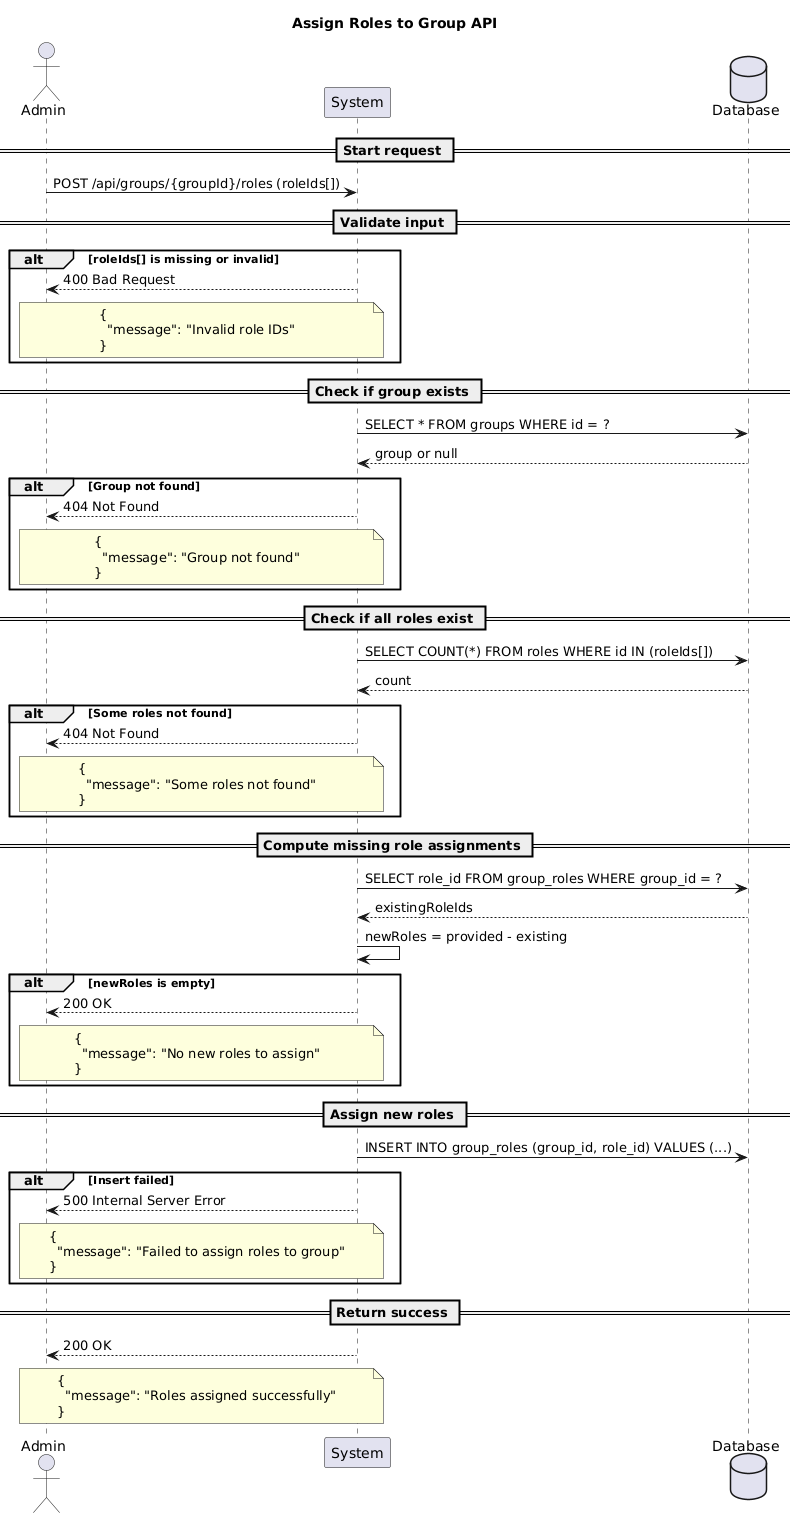 Assign Roles to Group API
Admin
System
Database
Start request
POST /api/groups/{groupId}/roles (roleIds[])
Validate input
alt [roleIds[] is missing or invalid]
400 Bad Request
{
"message": "Invalid role IDs"
}
Check if group exists
SELECT * FROM groups WHERE id = ?
group or null
alt [Group not found]
404 Not Found
{
"message": "Group not found"
}
Check if all roles exist
SELECT COUNT(*) FROM roles WHERE id IN (roleIds[])
count
alt [Some roles not found]
404 Not Found
{
"message": "Some roles not found"
}
Compute missing role assignments
SELECT role_id FROM group_roles WHERE group_id = ?
existingRoleIds
newRoles = provided - existing
alt [newRoles is empty]
200 OK
{
"message": "No new roles to assign"
}
Assign new roles
INSERT INTO group_roles (group_id, role_id) VALUES (...)
alt [Insert failed]
500 Internal Server Error
{
"message": "Failed to assign roles to group"
}
Return success
200 OK
{
"message": "Roles assigned successfully"
}
Admin
System
Database